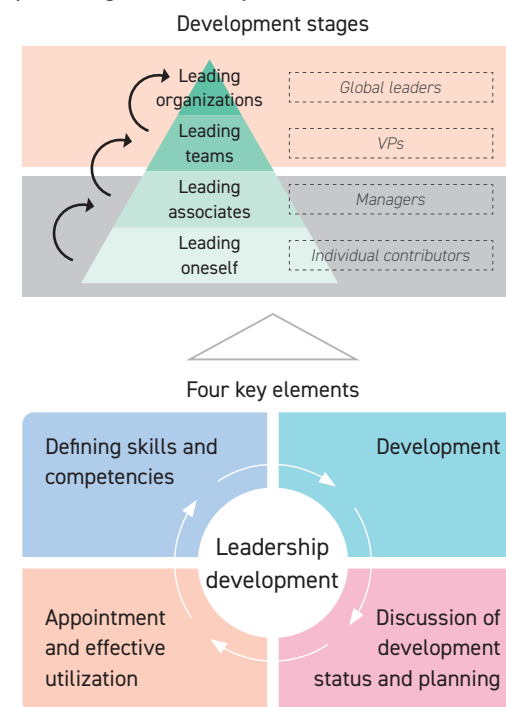 Development stages
Leading
organizations
Global leaders
Leading
teams
VPs
Leading
associates
Managers
Leading
oneself
Individual contributors
Four key elements
Defining skills and
competencies
Development
Leadership
development
Appointment
and effective
utilization
Discussion of
development
status and planning